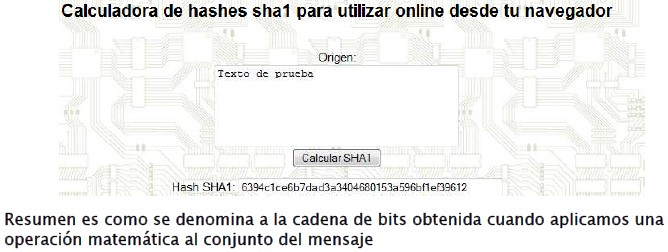 Calculadora de hashes sha1 para utilizar online desde tu navegador
Origen:
Texto de prueba
Calcular SHA1
Hash SHA1: 6394c1ce6b7dad3a3404680153a596bf1ef39612
Resumen es como se denomina a la cadena de bits obtenida cuando aplicamos una
operación matemática al conjunto del mensaje